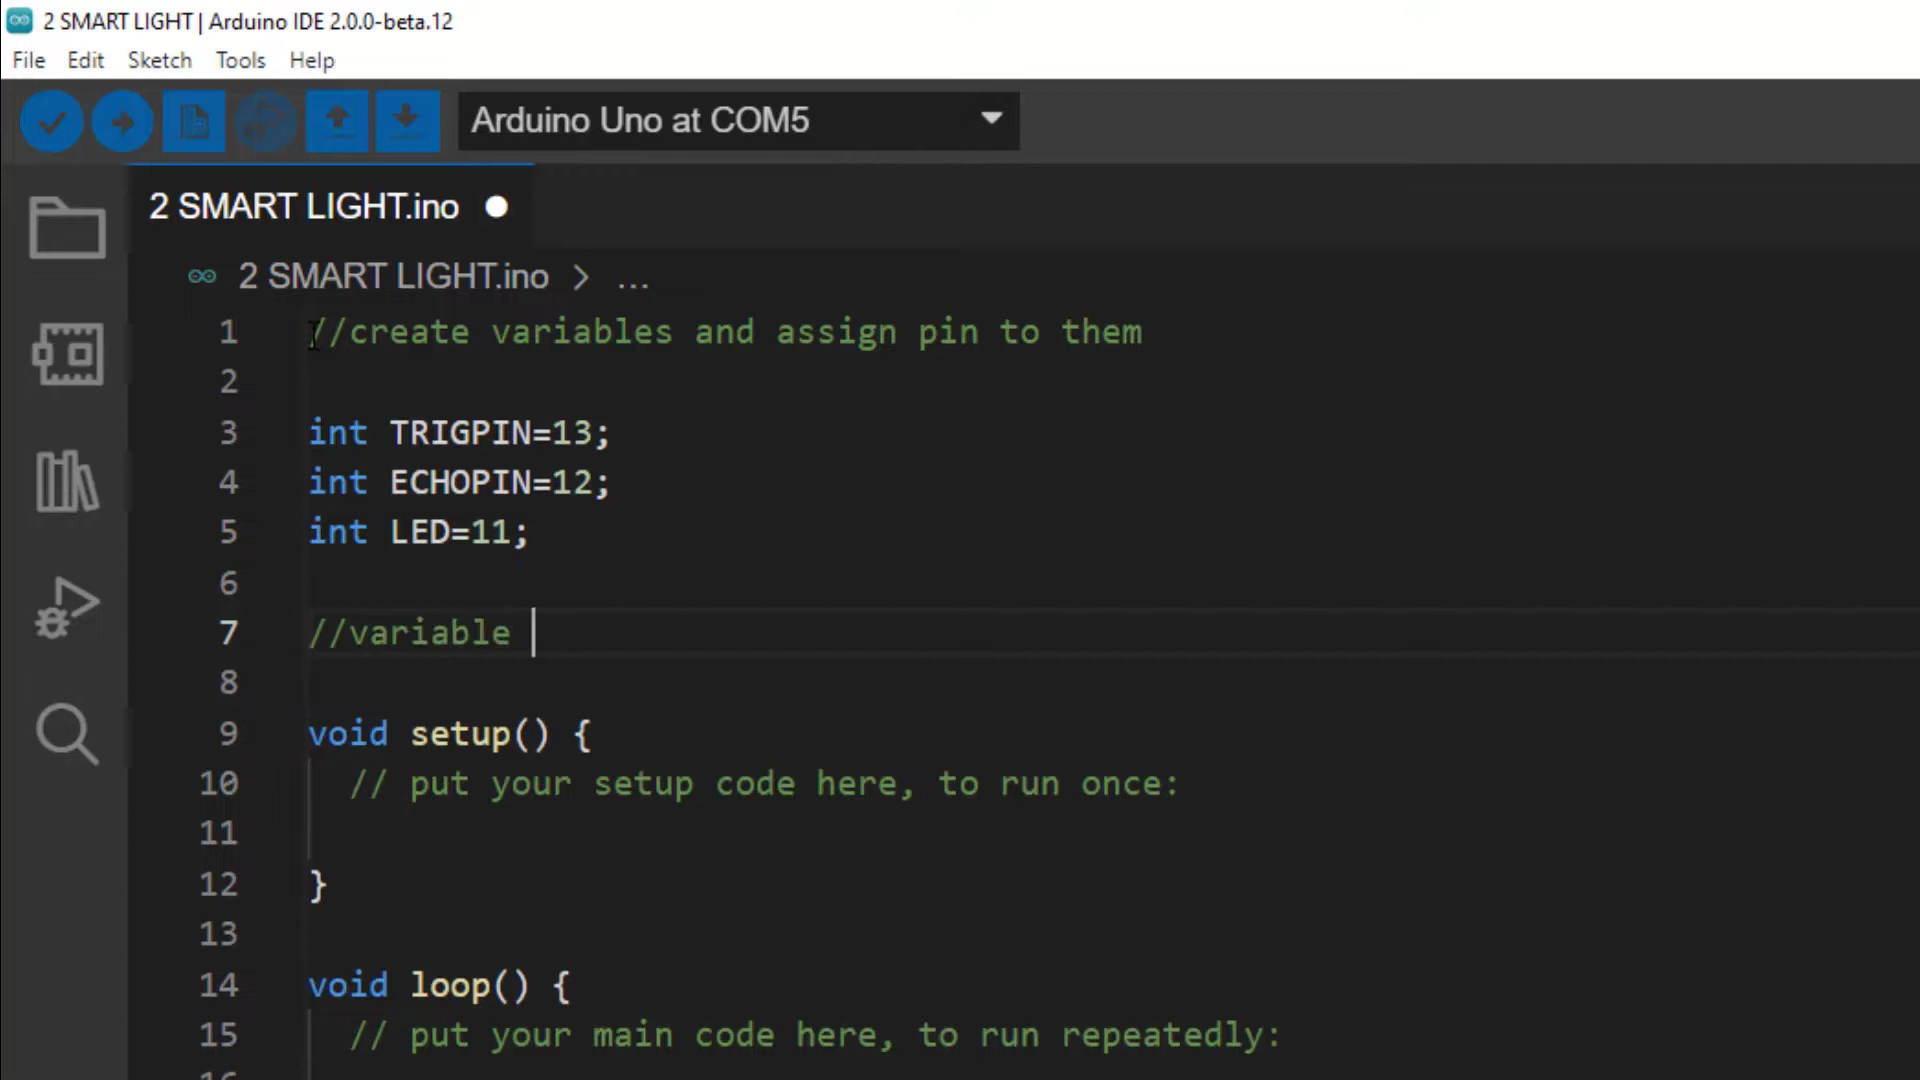 2 SMART LIGHT | Arduino IDE 2.0.0-beta.12
File Edit Sketch Tools Help
Arduino Uno at COM5
2 SMART LIGHT.ino
2 SMART LIGHT.ino > ...
1 //create variables and assign pin to them
2
3 int TRIGPIN=13;
4 int ECHOPIN=12;
5 int LED=11;
6
7 //variable
8
9 void setup() {
10 // put your setup code here, to run once:
11
12 }
13
14 void loop() {
15 // put your main code here, to run repeatedly:
16